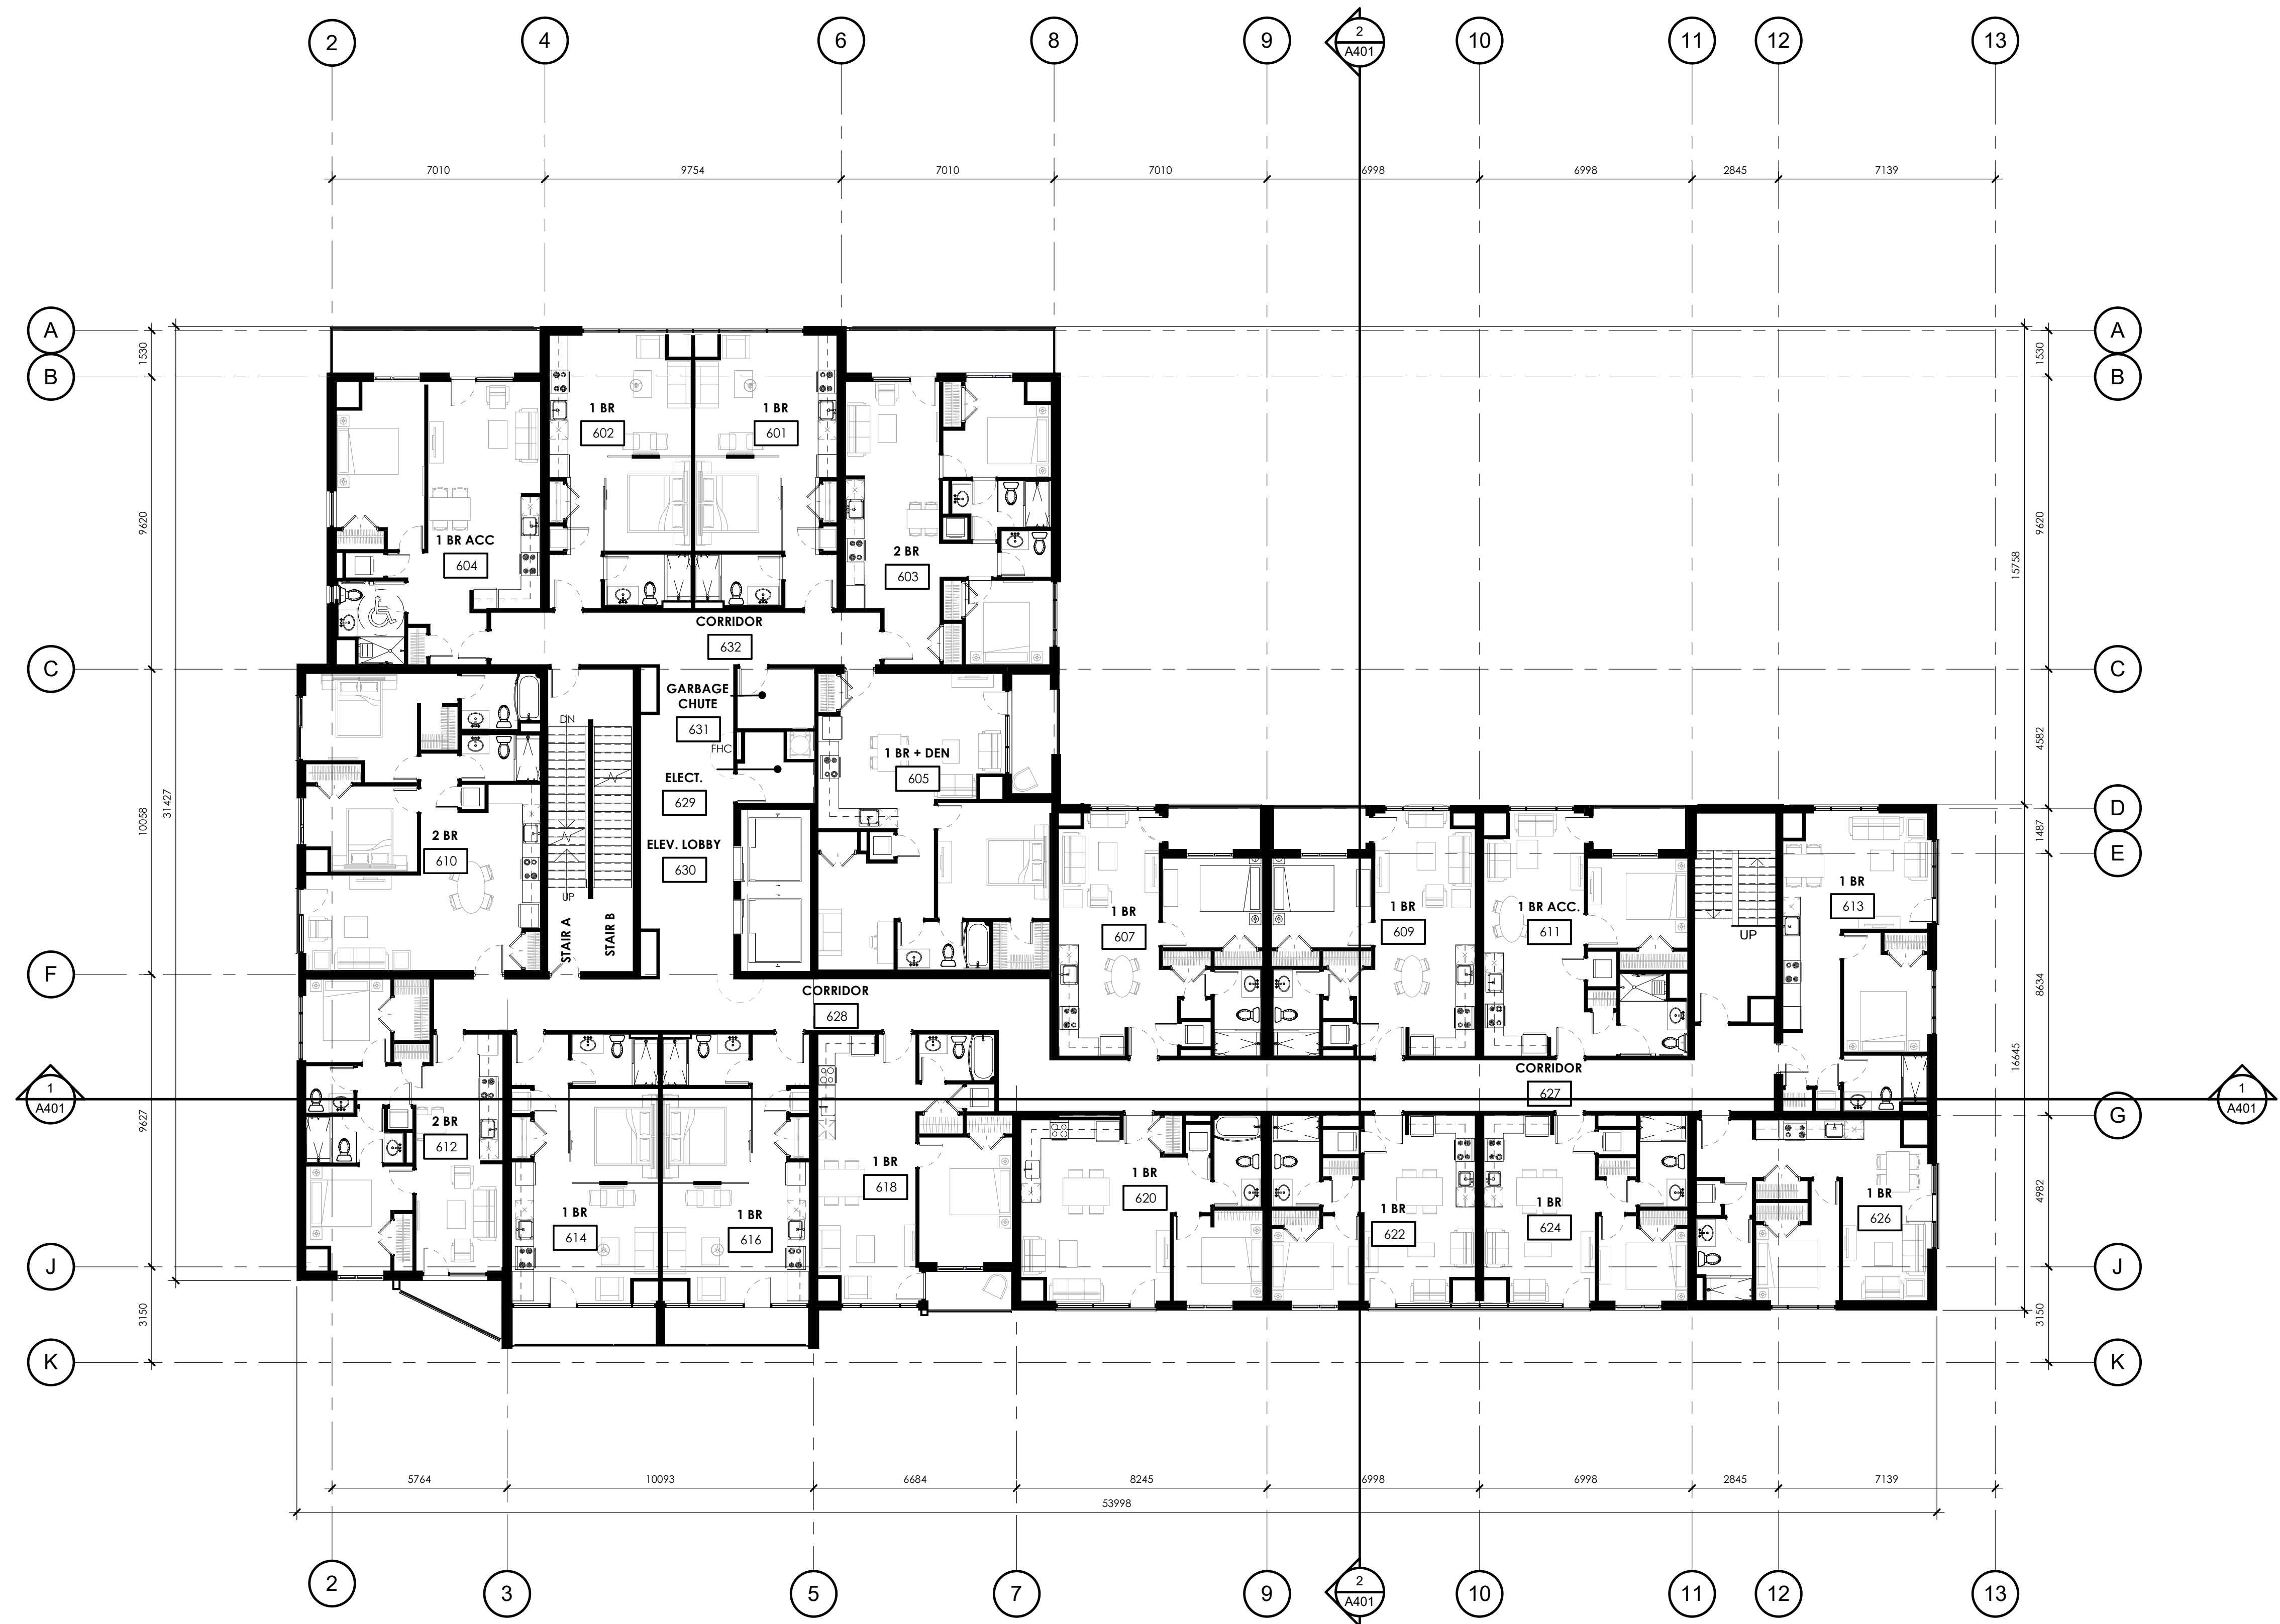 2
4
6
8
9
2
A401
10
11
12
13
7010
9754
7010
7010
6998
6998
2845
7139
A
A
1530
1530
B
B
9620
9620
15758
1 BR
602
1 BR
601
1 BR ACC
604
2 BR
603
CORRIDOR
632
C
C
GARBAGE
CHUTE
631
FHC
DN
1 BR + DEN
605
ELECT.
629
4582
31427
10058
D
D
2 BR
610
ELEV. LOBBY
630
1487
E
E
UP
STAIR A
STAIR B
1 BR
607
1 BR
609
1 BR ACC.
611
UP
1 BR
613
F
F
CORRIDOR
628
8634
16645
CORRIDOR
627
1
A401
1
A401
G
9627
2 BR
612
1 BR
618
1 BR
620
1 BR
622
1 BR
624
1 BR
626
4982
1 BR
614
1 BR
616
J
J
3150
3150
K
K
5764
10093
6684
8245
6998
6998
2845
7139
53998
2
3
5
7
9
2
A401
10
11
12
13